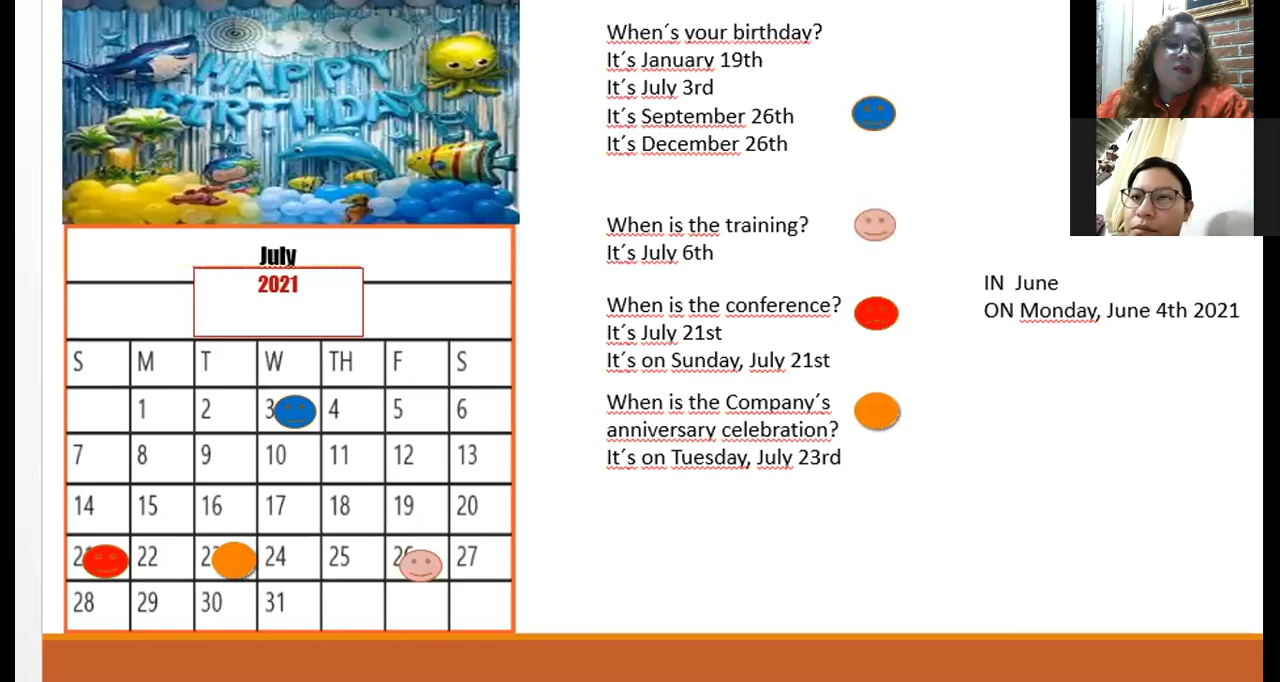 HAPPY
BIRTHDAY
July
2021
S M T W TH F S
1 2 3 4 5 6
7 8 9 10 11 12 13
14 15 16 17 18 19 20
22 24 25 27
28 29 30 31
When´s your birthday?
It´s January 19th
It´s July 3rd
It´s September 26th
It´s December 26th
When is the training?
It´s July 6th
When is the conference?
It´s July 21st
It´s on Sunday, July 21st
When is the Company´s
anniversary celebration?
It´s on Tuesday, July 23rd
IN June
ON Monday, June 4th 2021